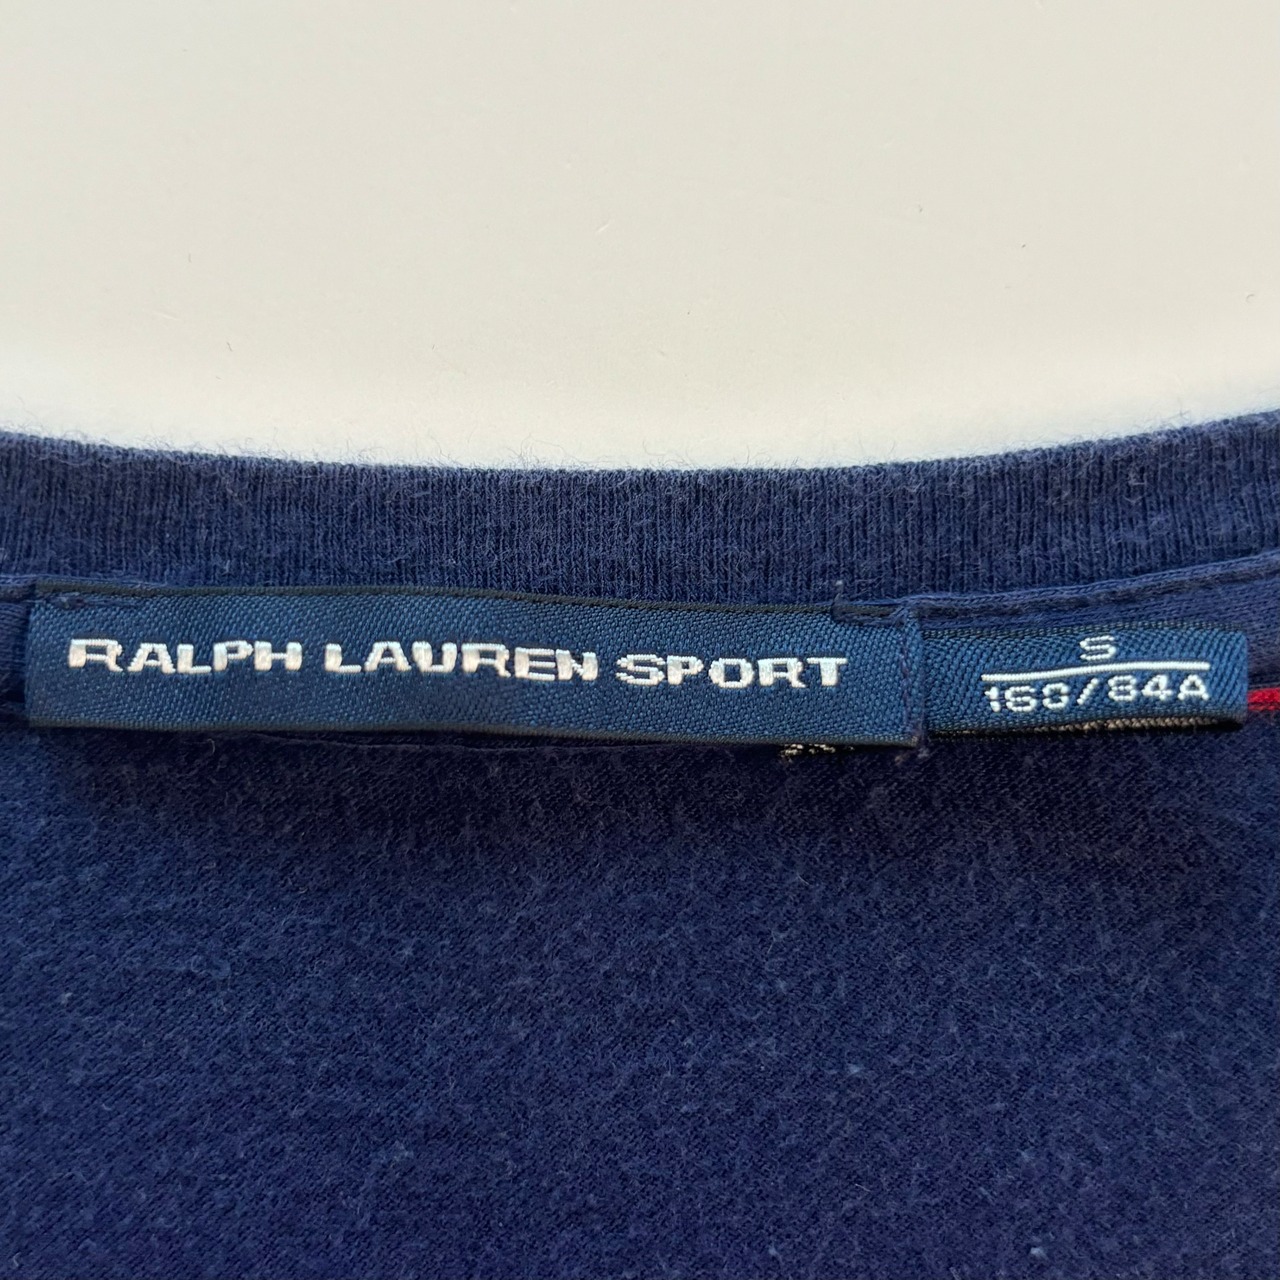 RALPH LAUREN SPORT
S
160/84A